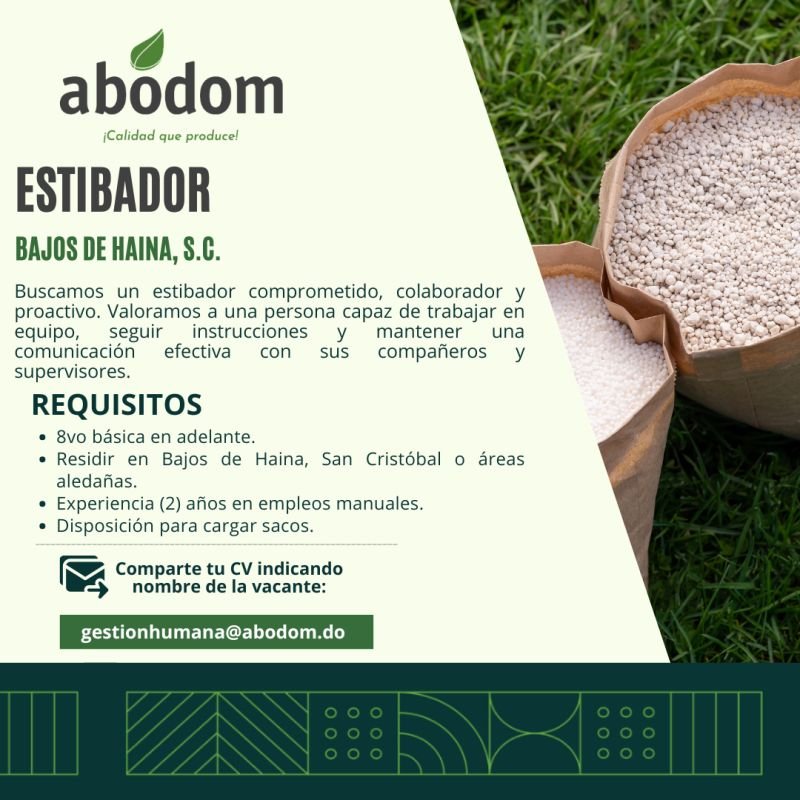 abodom
¡Calidad que produce!
ESTIBADOR
BAJOS DE HAINA, S.C.
Buscamos un estibador comprometido, colaborador y
proactivo. Valoramos a una persona capaz de trabajar en
equipo, seguir instrucciones y mantener una
comunicación efectiva con sus compañeros y
supervisores.
REQUISITOS
• 8vo básica en adelante.
• Residir en Bajos de Haina, San Cristóbal o áreas
aledañas.
• Experiencia (2) años en empleos manuales.
• Disposición para cargar sacos.
Comparte tu CV indicando
nombre de la vacante:
gestionhumana@abodom.do